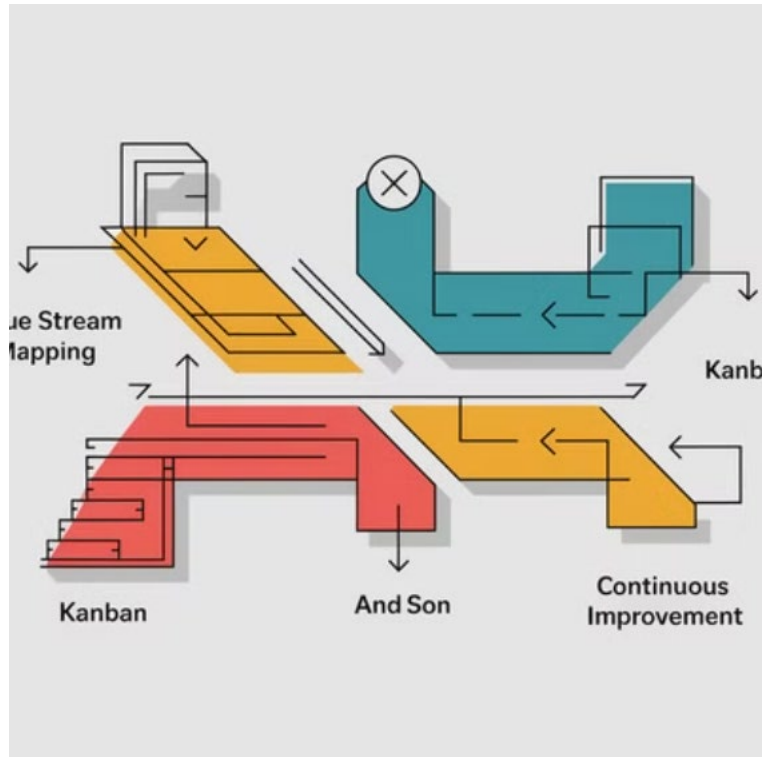 ue Stream
Mapping
Kanb
Kanban
And Son
Continuous
Improvement